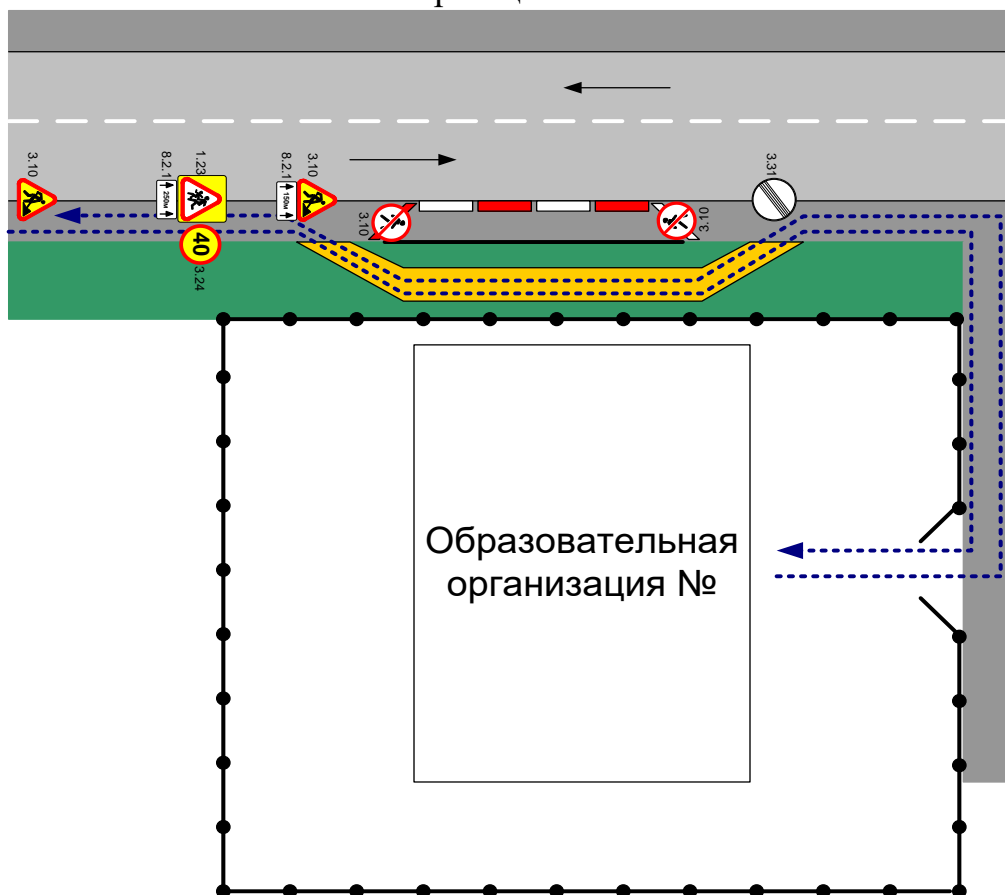 3.10
8.2.1
250м
1.23
40
3.24
8.2.1
150м
3.10
3.10
3.10
3.31
Образовательная
организация №